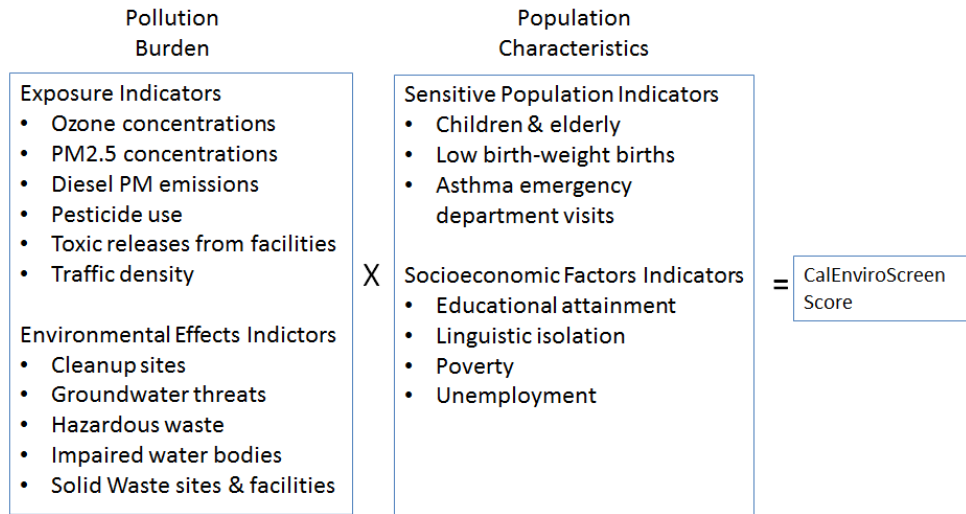 Pollution
Burden
Exposure Indicators
• Ozone concentrations
• PM2.5 concentrations
• Diesel PM emissions
• Pesticide use
• Toxic releases from facilities
• Traffic density
Environmental Effects Indictors
• Cleanup sites
• Groundwater threats
• Hazardous waste
• Impaired water bodies
• Solid Waste sites & facilities
X
Population
Characteristics
Sensitive Population Indicators
• Children & elderly
• Low birth-weight births
• Asthma emergency
department visits
Socioeconomic Factors Indicators
• Educational attainment
• Linguistic isolation
• Poverty
• Unemployment
=
CalEnviroScreen
Score